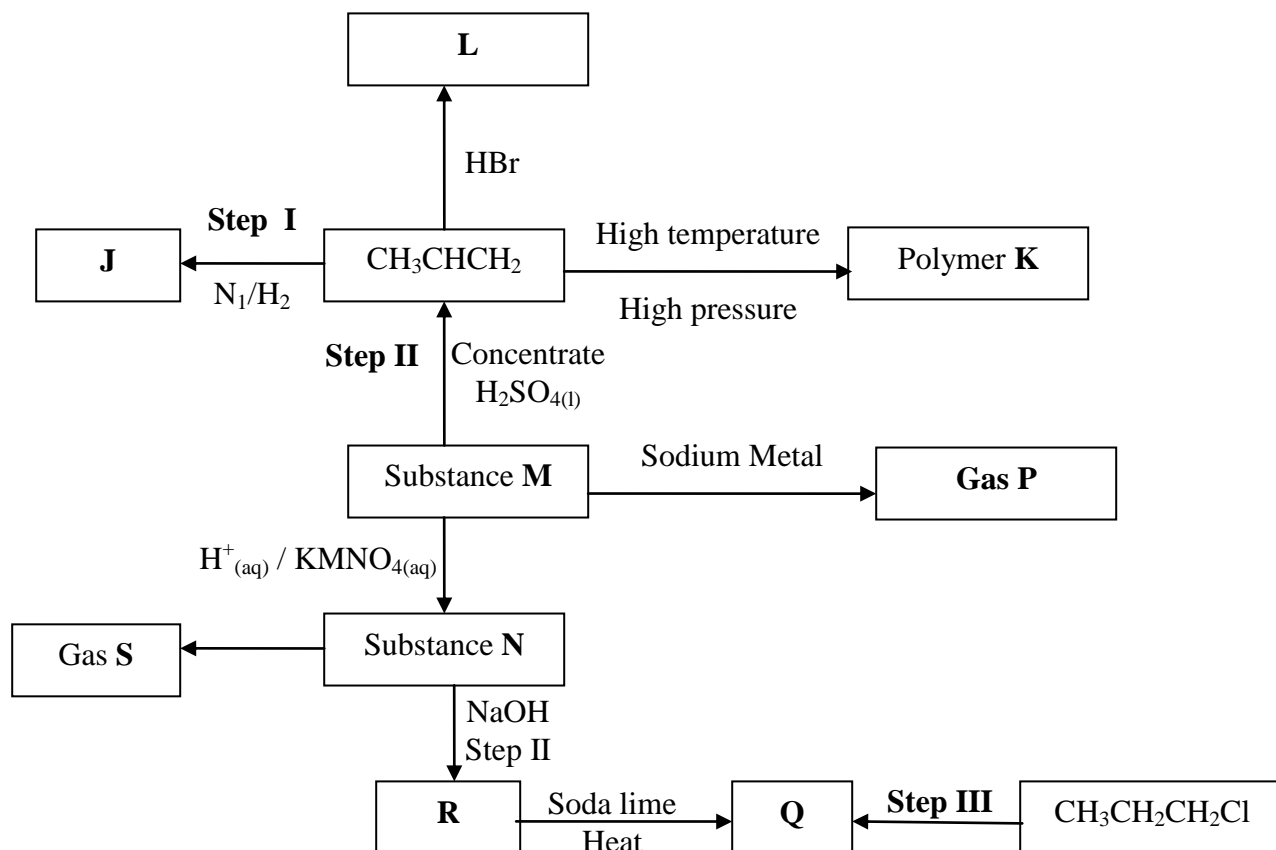 L
HBr
Step I
J
N₁/H₂
CH₃CHCH₂
High temperature
High pressure
Polymer K
Step II
Concentrate
H₂SO₄₍ₗ₎
Substance M
Sodium Metal
Gas P
H⁺₍aq₎ / KMNO₄₍aq₎
Gas S
Substance N
NaOH
Step II
R
Soda lime
Heat
Q
Step III
CH₃CH₂CH₂Cl